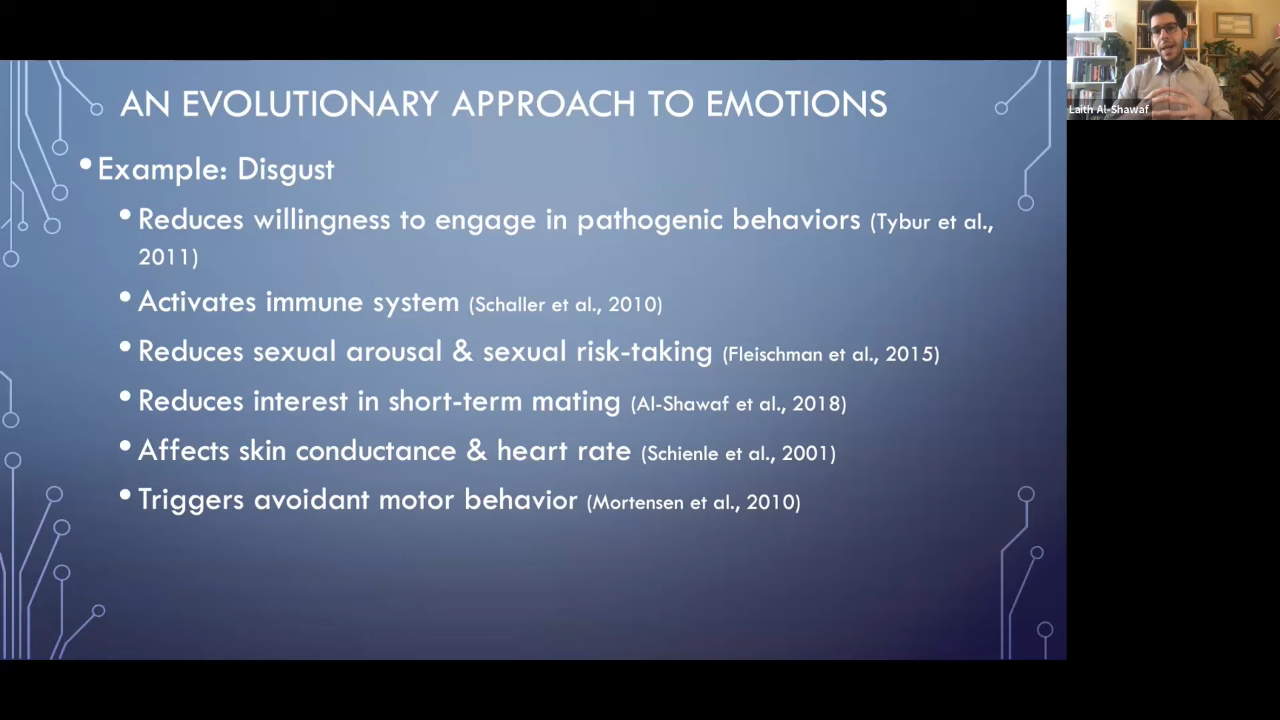 AN EVOLUTIONARY APPROACH TO EMOTIONS
• Example: Disgust
• Reduces willingness to engage in pathogenic behaviors (Tybur et al.,
2011)
• Activates immune system (Schaller et al., 2010)
• Reduces sexual arousal & sexual risk-taking (Fleischman et al., 2015)
• Reduces interest in short-term mating (Al-Shawaf et al., 2018)
• Affects skin conductance & heart rate (Schienle et al., 2001)
• Triggers avoidant motor behavior (Mortensen et al., 2010)
Laith Al-Shawaf